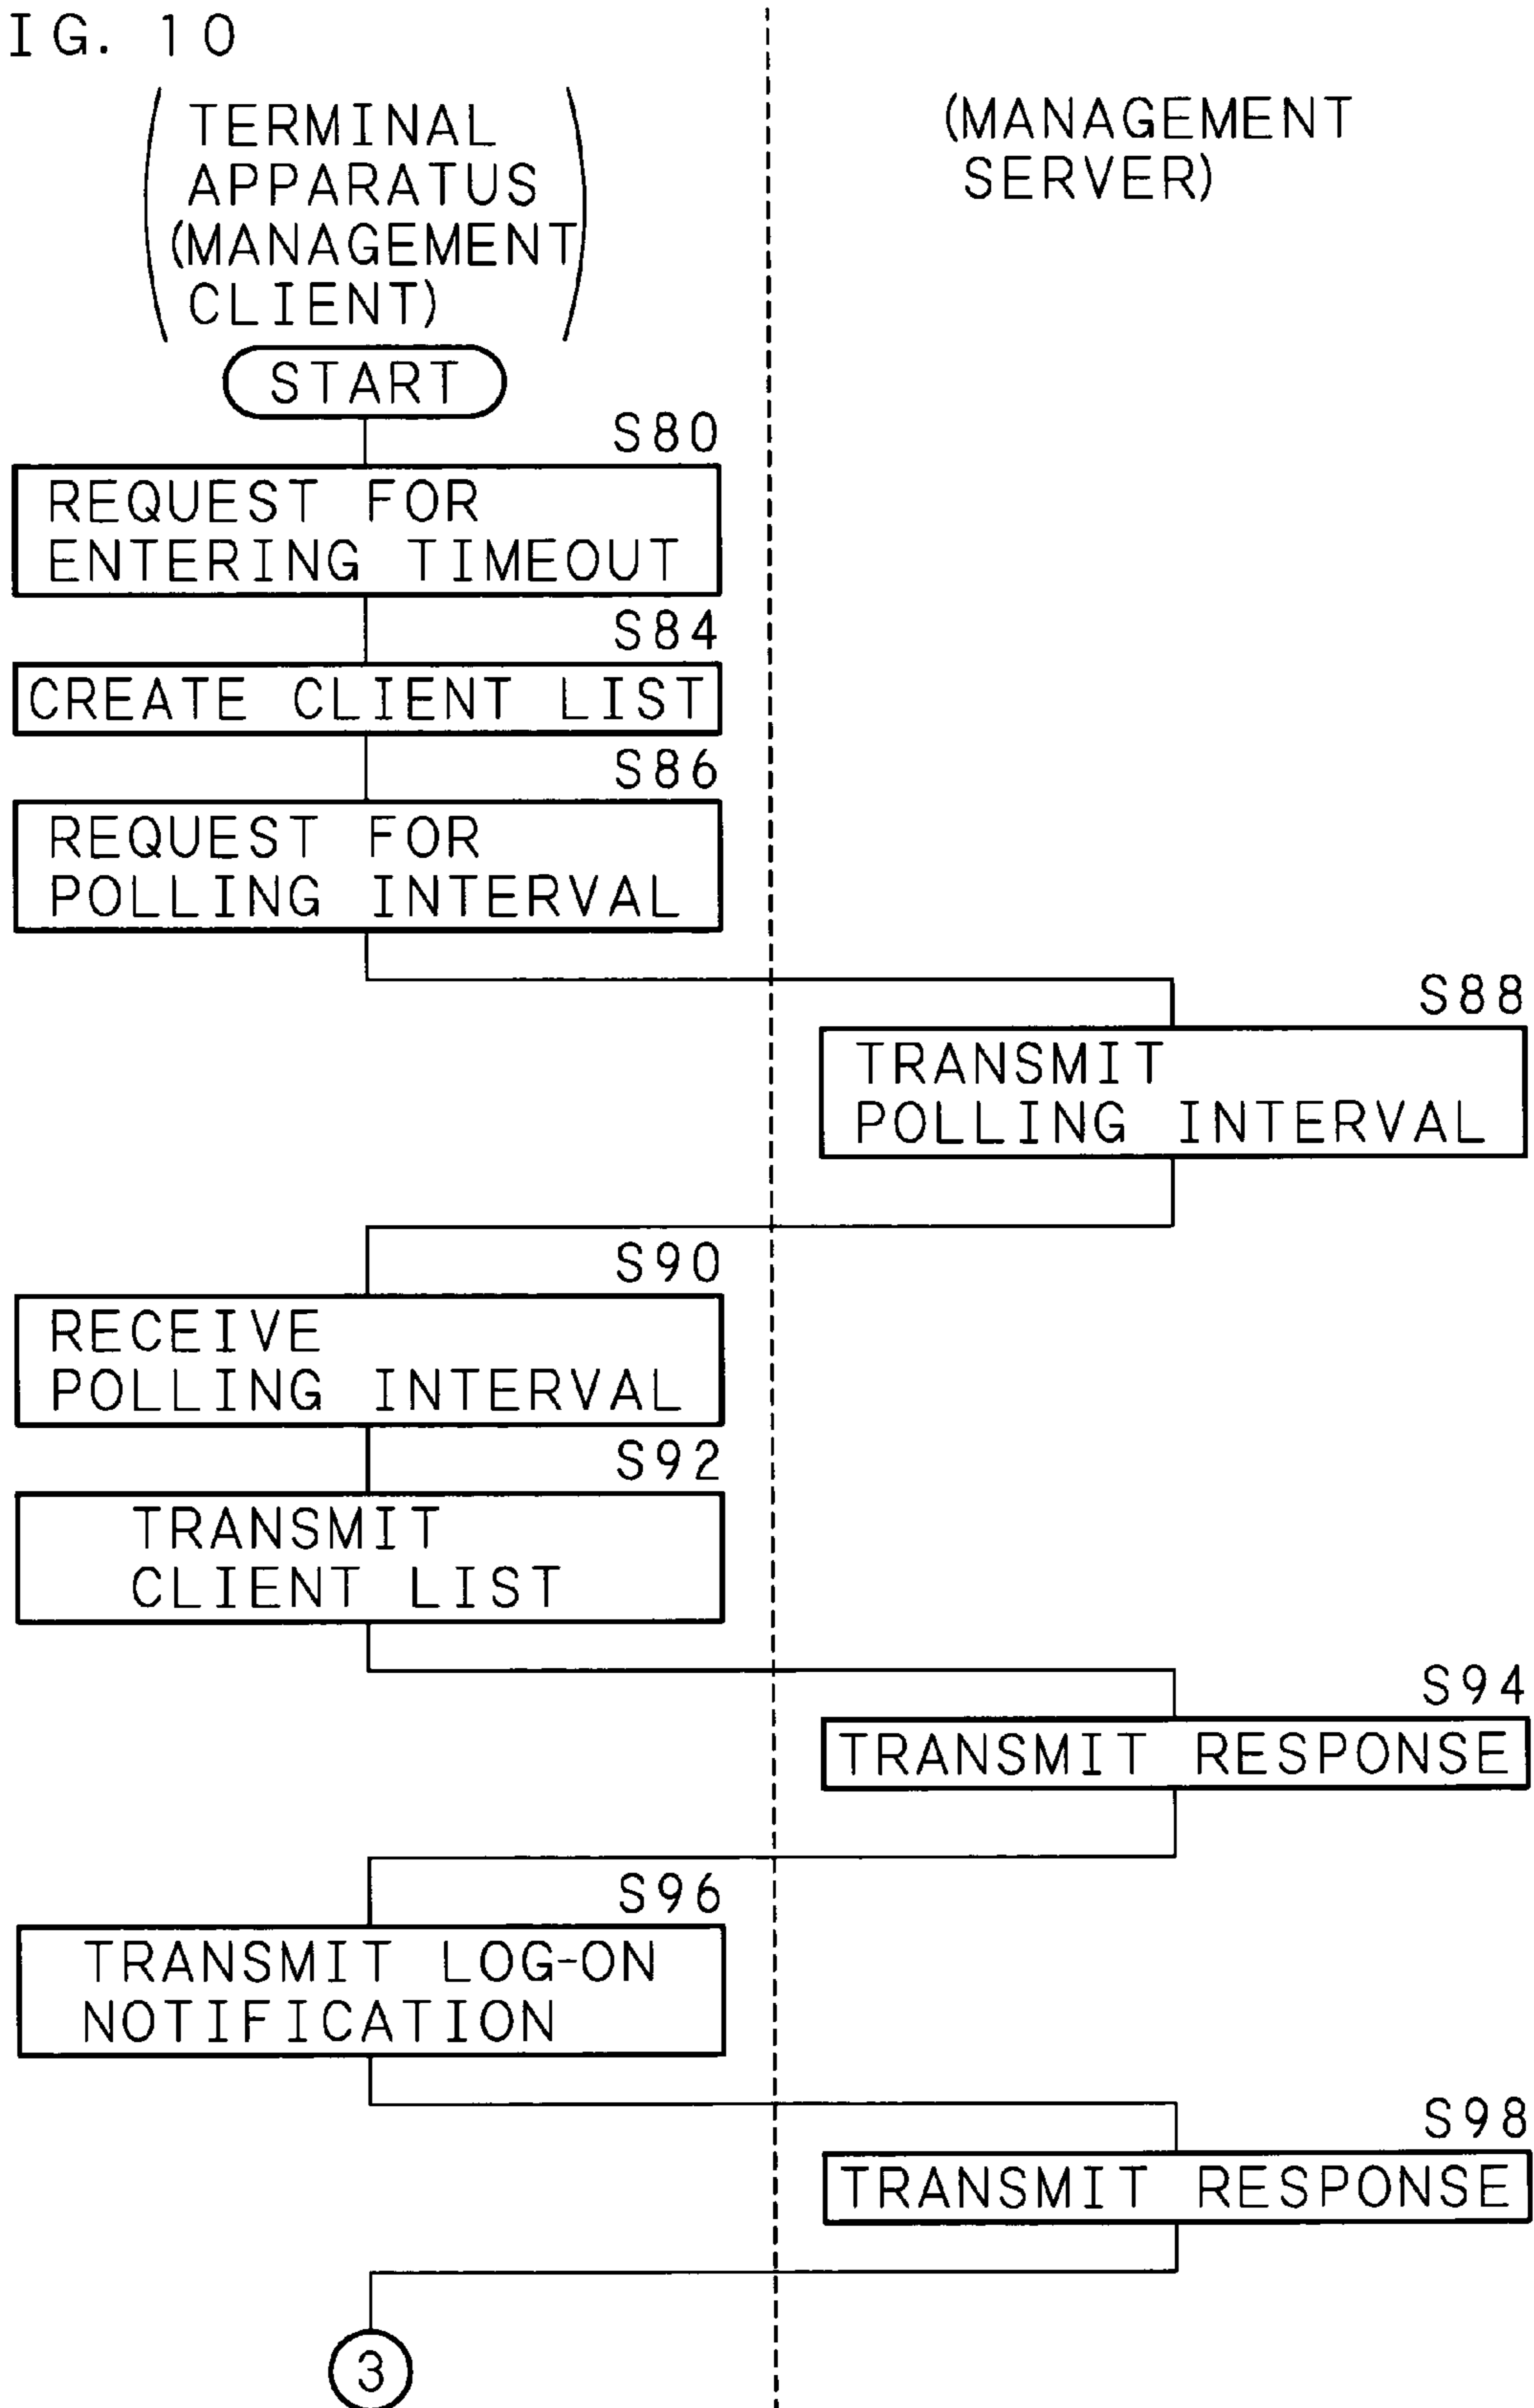 IG. 10
(TERMINAL
APPARATUS
(MANAGEMENT
CLIENT))
(MANAGEMENT
SERVER)
START
S80
REQUEST FOR
ENTERING TIMEOUT
S84
CREATE CLIENT LIST
S86
REQUEST FOR
POLLING INTERVAL
S88
TRANSMIT
POLLING INTERVAL
S90
RECEIVE
POLLING INTERVAL
S92
TRANSMIT
CLIENT LIST
S94
TRANSMIT RESPONSE
S96
TRANSMIT LOG-ON
NOTIFICATION
S98
TRANSMIT RESPONSE
3